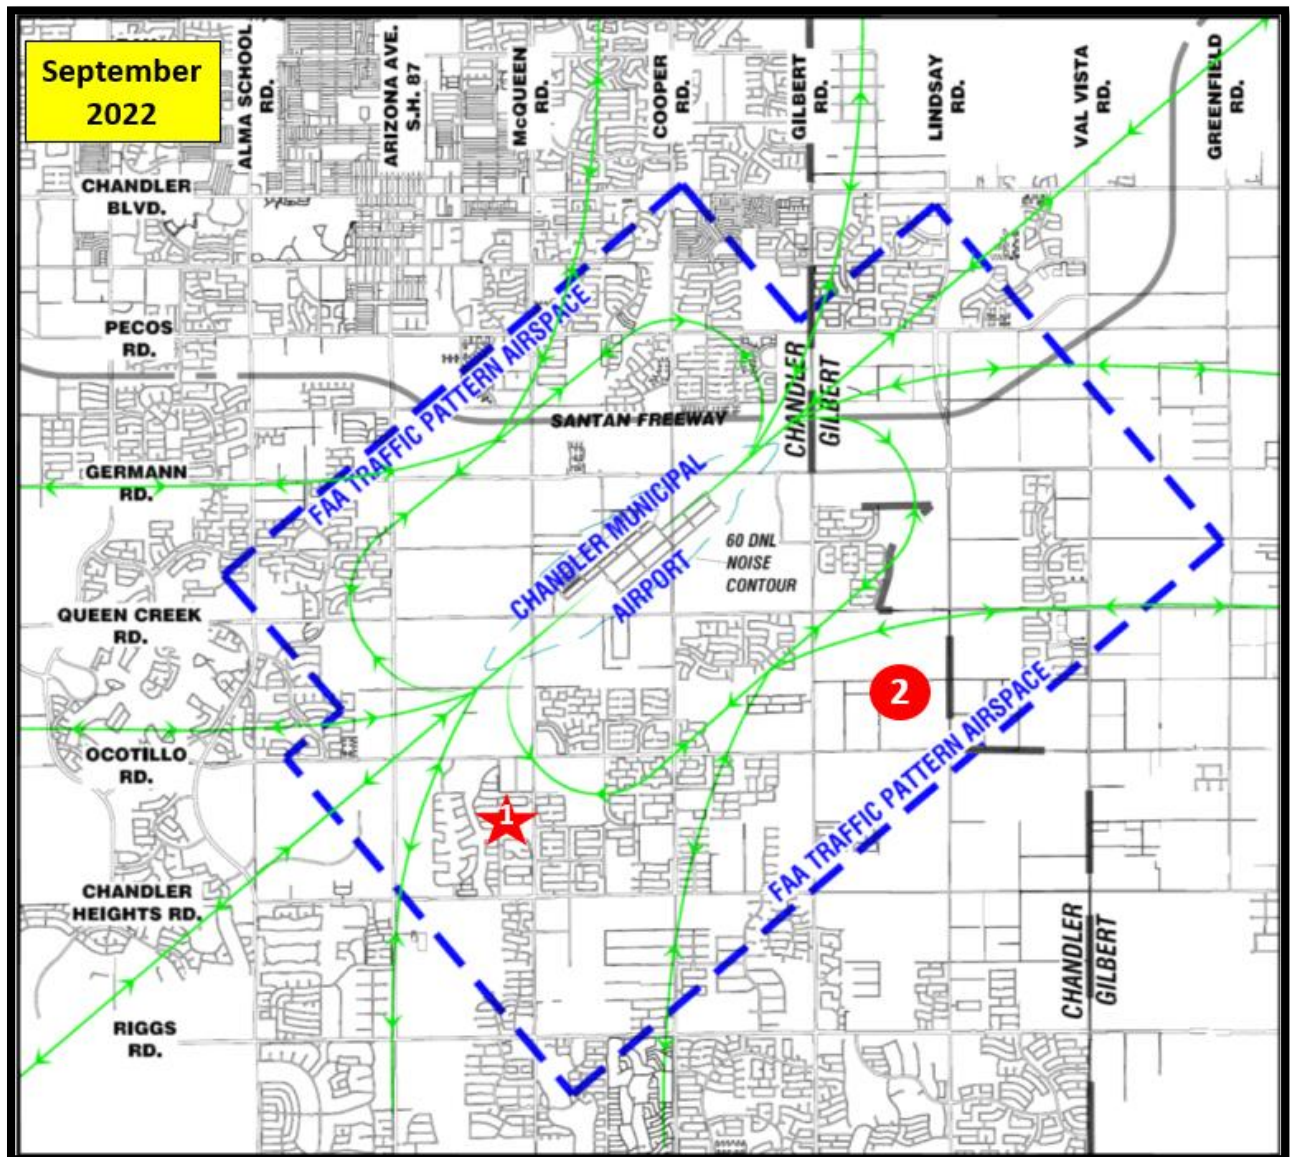 September
2022
ALMA SCHOOL
RD.
ARIZONA AVE.
S.H. 87
McQUEEN
RD.
COOPER
RD.
GILBERT
RD.
LINDSAY
RD.
VAL VISTA
RD.
GREENFIELD
RD.
CHANDLER
BLVD.
PECOS
RD.
FAA TRAFFIC PATTERN AIRSPACE
SANTAN FREEWAY
CHANDLER
GILBERT
GERMANN
RD.
CHANDLER MUNICIPAL
AIRPORT
60 DNL
NOISE
CONTOUR
QUEEN CREEK
RD.
2
OCOTILLO
RD.
1
FAA TRAFFIC PATTERN AIRSPACE
CHANDLER
HEIGHTS RD.
CHANDLER
GILBERT
RIGGS
RD.